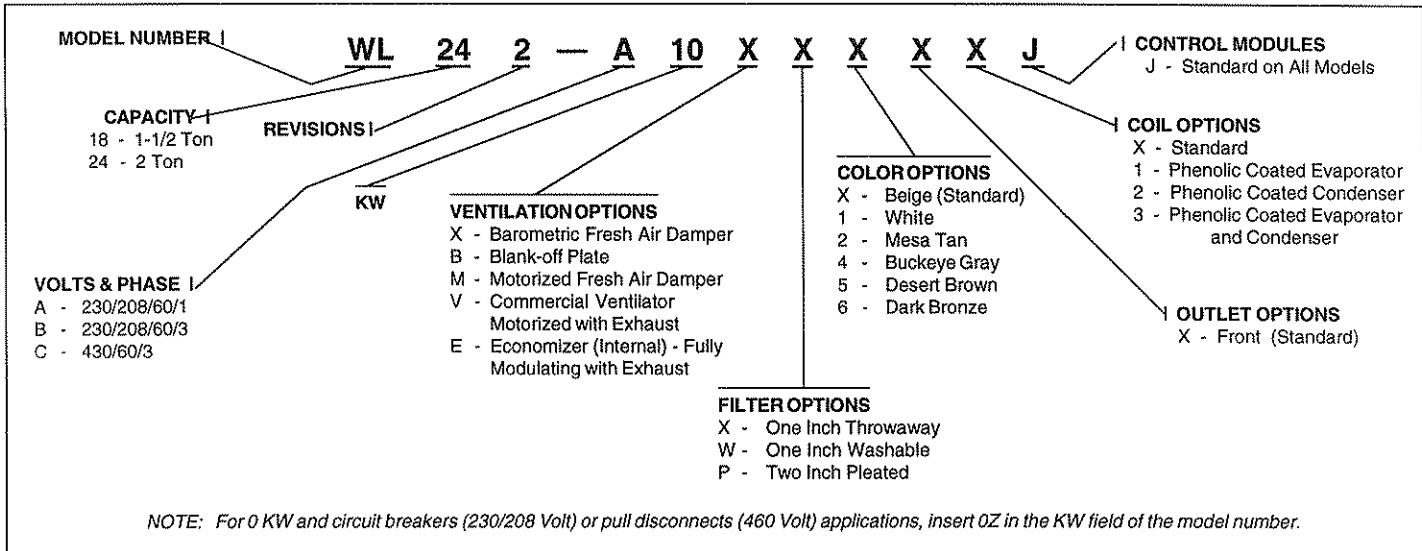 MODEL NUMBER
WL 24 2 — A 10 X X X X X J
CONTROL MODULES
J - Standard on All Models
CAPACITY
18 - 1-1/2 Ton
24 - 2 Ton
REVISIONS
KW
VOLTS & PHASE
A - 230/208/60/1
B - 230/208/60/3
C - 430/60/3
VENTILATION OPTIONS
X - Barometric Fresh Air Damper
B - Blank-off Plate
M - Motorized Fresh Air Damper
V - Commercial Ventilator
Motorized with Exhaust
E - Economizer (Internal) - Fully
Modulating with Exhaust
FILTER OPTIONS
X - One Inch Throwaway
W - One Inch Washable
P - Two Inch Pleated
COLOR OPTIONS
X - Beige (Standard)
1 - White
2 - Mesa Tan
4 - Buckeye Gray
5 - Desert Brown
6 - Dark Bronze
COIL OPTIONS
X - Standard
1 - Phenolic Coated Evaporator
2 - Phenolic Coated Condenser
3 - Phenolic Coated Evaporator
and Condenser
OUTLET OPTIONS
X - Front (Standard)
NOTE: For 0 KW and circuit breakers (230/208 Volt) or pull disconnects (460 Volt) applications, insert 0Z in the KW field of the model number.